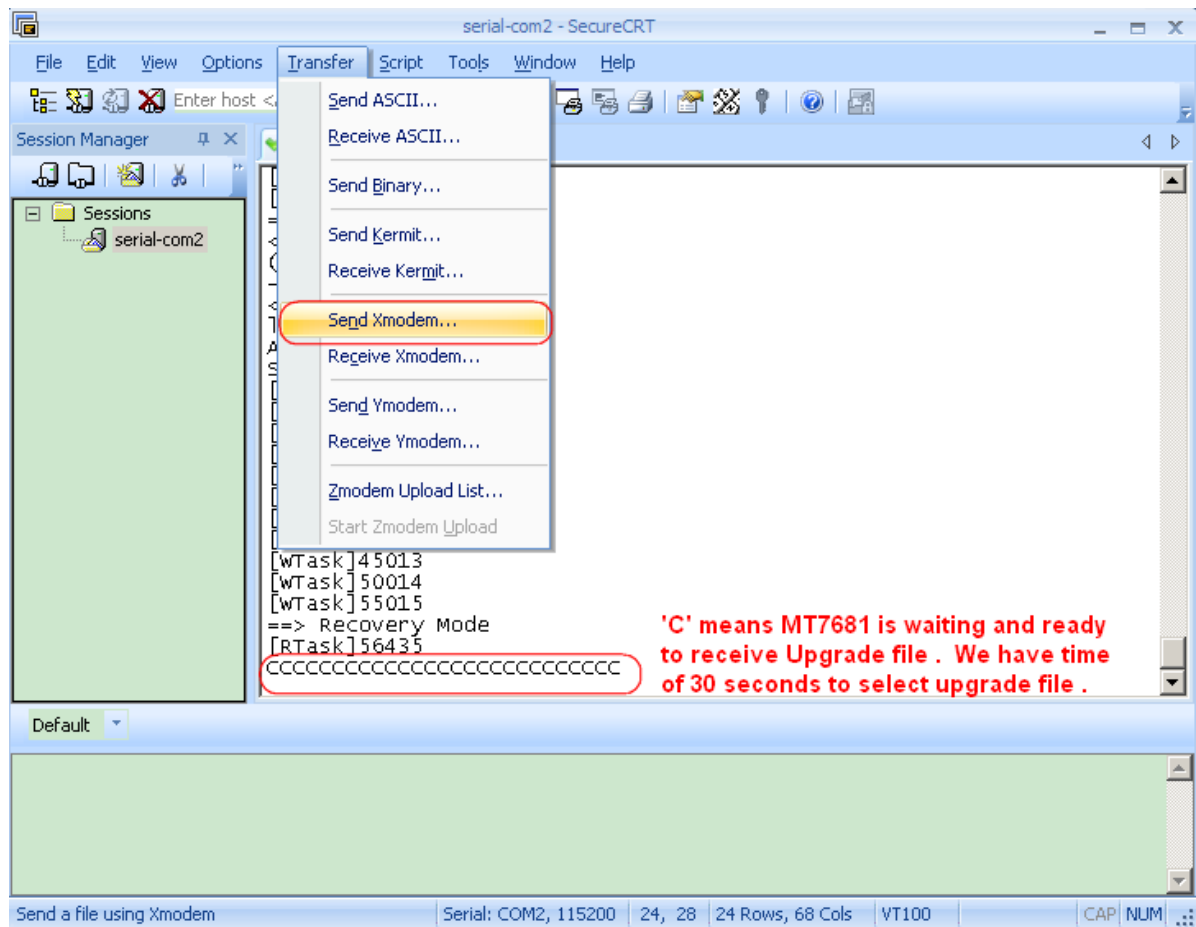 serial-com2 - SecureCRT
File Edit View Options Transfer Script Tools Window Help
Enter host <
Send ASCII...
Receive ASCII...
Send Binary...
Send Kermit...
Receive Kermit...
Send Xmodem...
Receive Xmodem...
Send Ymodem...
Receive Ymodem...
Zmodem Upload List...
Start Zmodem Upload
Session Manager
Sessions
serial-com2
[WTask]45013
[WTask]50014
[WTask]55015
==> Recovery Mode
[RTask]56435
CCCCCCCCCCCCCCCCCCCCCCCCCCC
'C' means MT7681 is waiting and ready
to receive Upgrade file . We have time
of 30 seconds to select upgrade file .
Default
Send a file using Xmodem
Serial: COM2, 115200 24, 28 24 Rows, 68 Cols VT100 CAP NUM